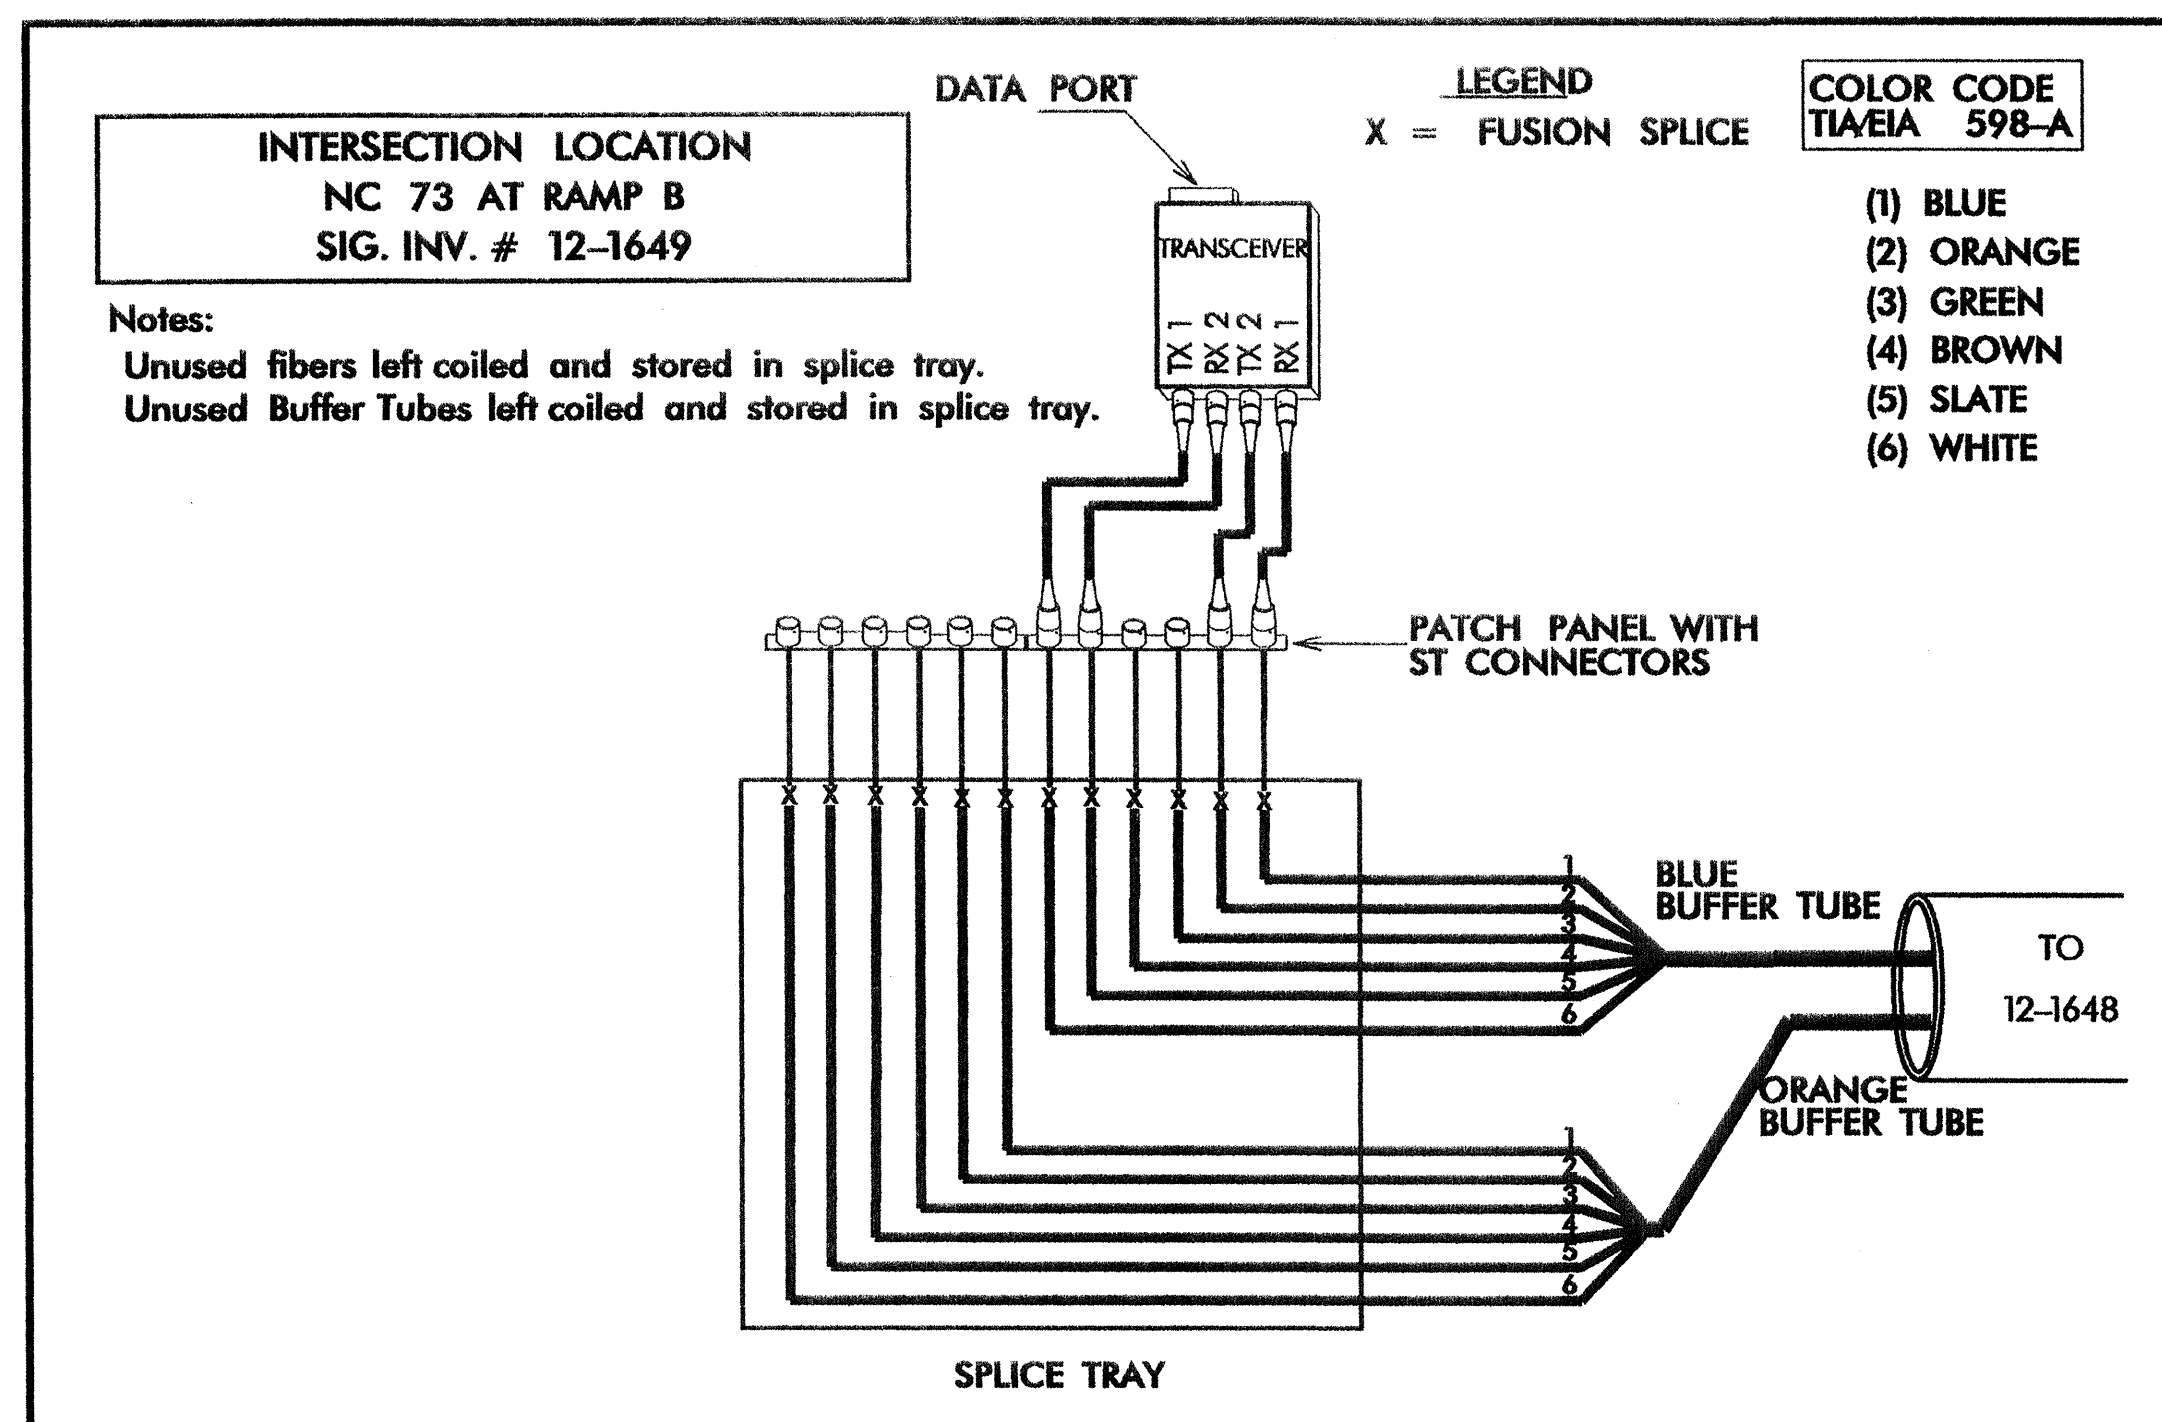 INTERSECTION LOCATION
NC 73 AT RAMP B
SIG. INV. # 12-1649
Notes:
Unused fibers left coiled and stored in splice tray.
Unused Buffer Tubes left coiled and stored in splice tray.
DATA PORT
LEGEND
X = FUSION SPLICE
COLOR CODE
TIA/EIA 598-A
(1) BLUE
(2) ORANGE
(3) GREEN
(4) BROWN
(5) SLATE
(6) WHITE
TRANSCEIVER
TX 1
RX 2
TX 2
RX 1
PATCH PANEL WITH
ST CONNECTORS
X X X X X X X X X X X X
1
2
3
4
5
6
BLUE
BUFFER TUBE
TO
12-1648
ORANGE
BUFFER TUBE
1
2
3
4
5
6
SPLICE TRAY